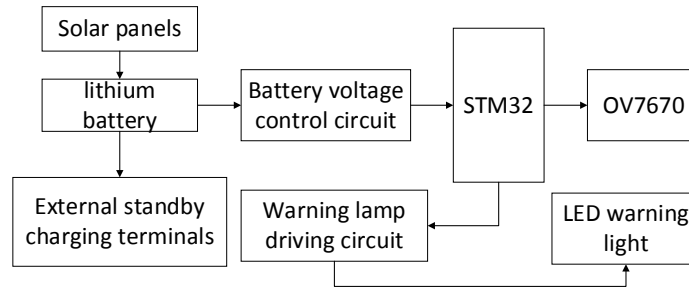 Solar panels
lithium
battery
Battery voltage
control circuit
STM32
OV7670
External standby
charging terminals
Warning lamp
driving circuit
LED warning
light